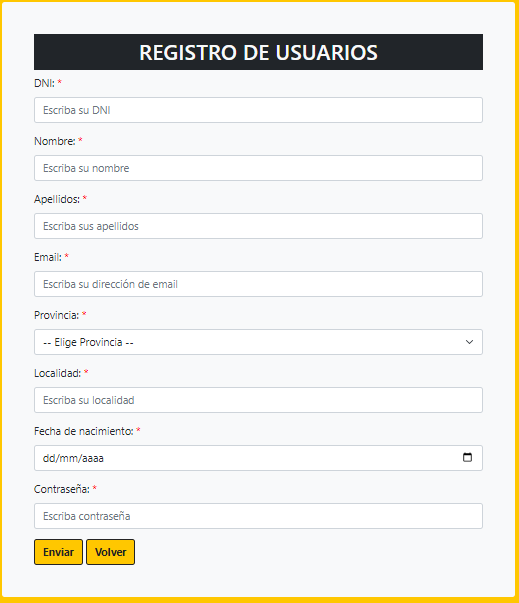 REGISTRO DE USUARIOS
DNI: *
Escriba su DNI
Nombre: *
Escriba su nombre
Apellidos: *
Escriba sus apellidos
Email: *
Escriba su dirección de email
Provincia: *
-- Elige Provincia --
Localidad: *
Escriba su localidad
Fecha de nacimiento: *
dd/mm/aaaa
Contraseña: *
Escriba contraseña
Enviar Volver